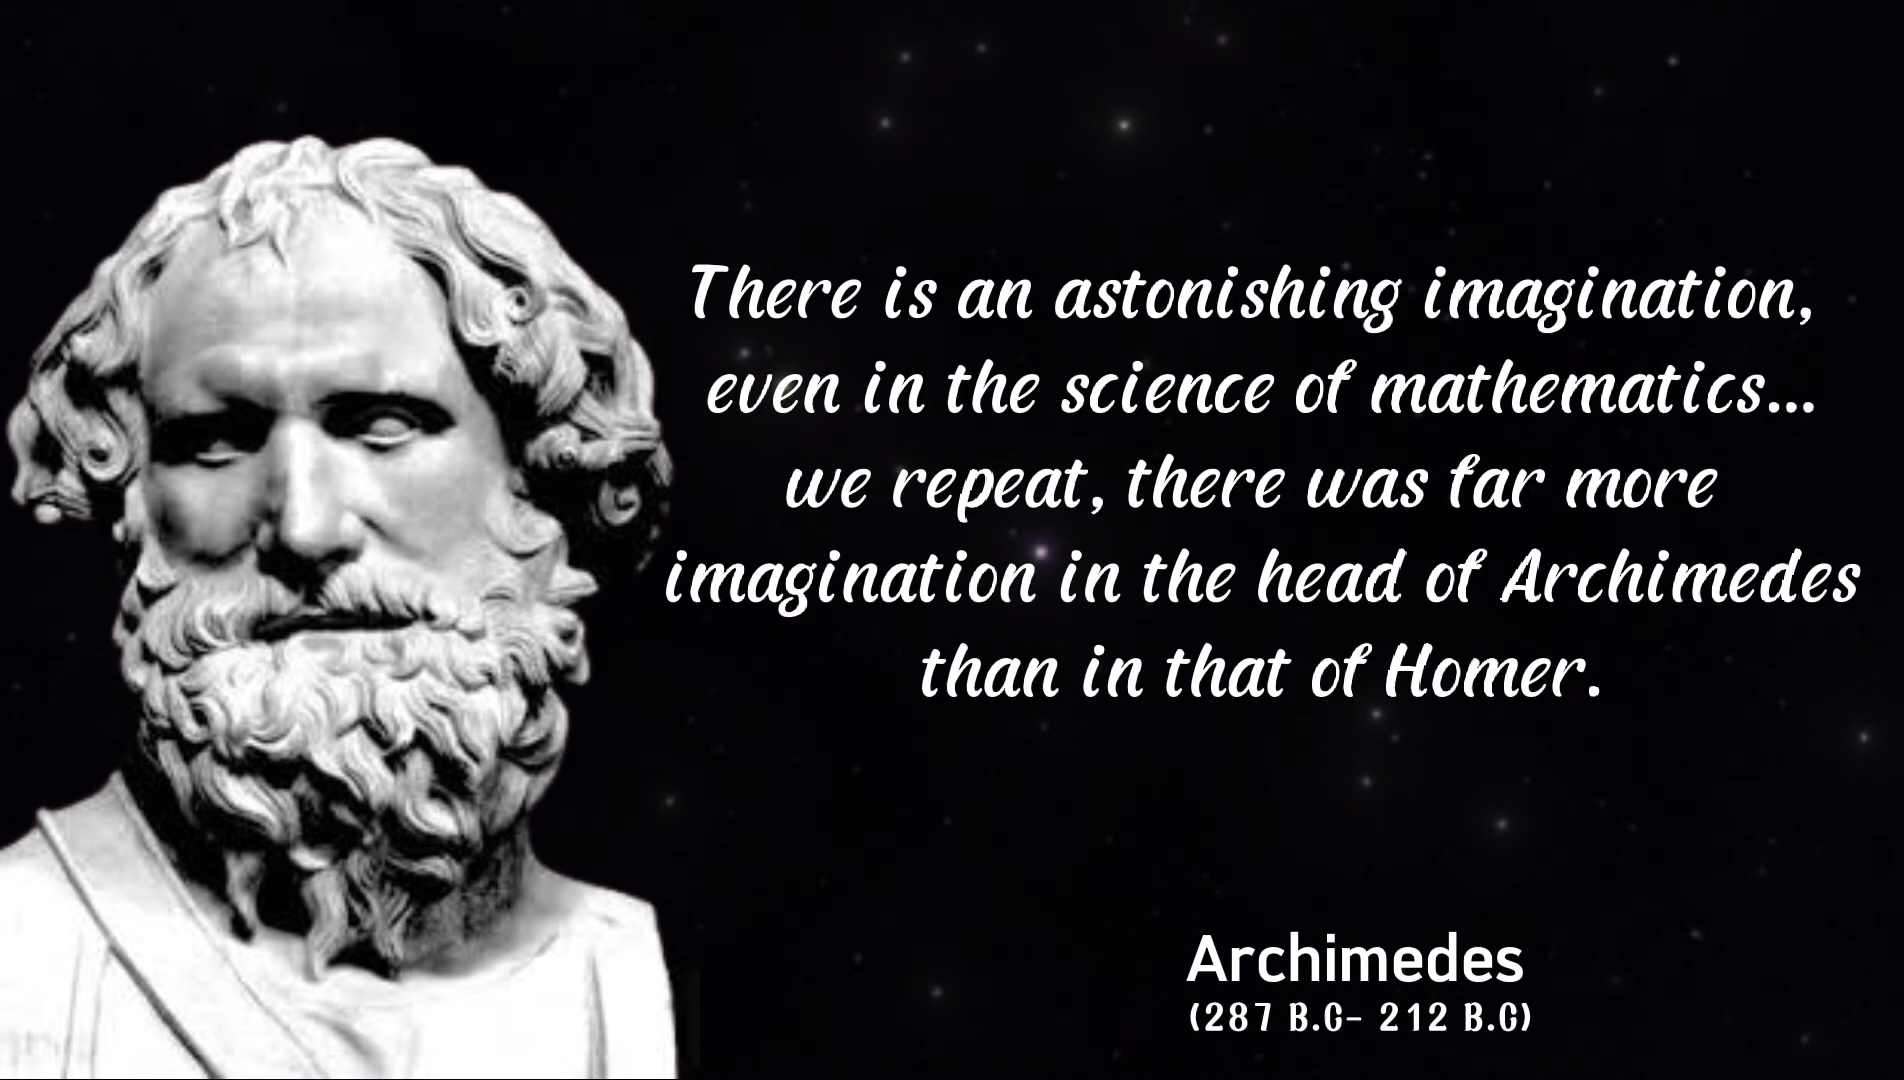 There is an astonishing imagination,
even in the science of mathematics...
we repeat, there was far more
imagination in the head of Archimedes
than in that of Homer.
Archimedes
(287 B.C- 212 B.C)